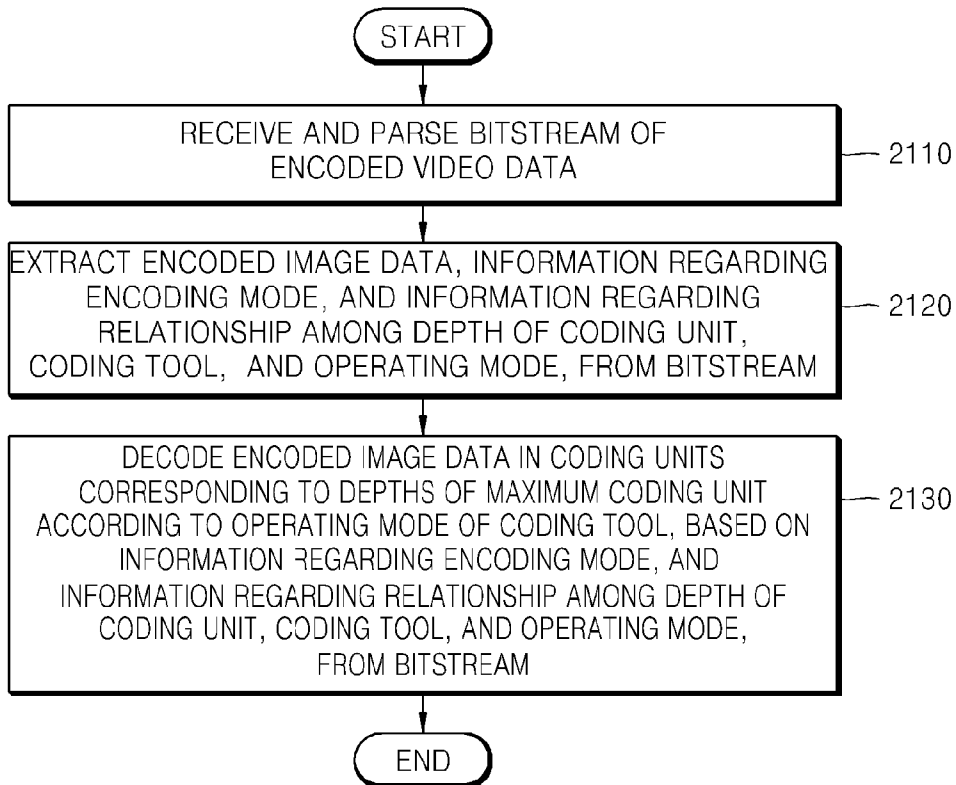 START
RECEIVE AND PARSE BITSTREAM OF
ENCODED VIDEO DATA
2110
EXTRACT ENCODED IMAGE DATA, INFORMATION REGARDING
ENCODING MODE, AND INFORMATION REGARDING
RELATIONSHIP AMONG DEPTH OF CODING UNIT,
CODING TOOL, AND OPERATING MODE, FROM BITSTREAM
2120
DECODE ENCODED IMAGE DATA IN CODING UNITS
CORRESPONDING TO DEPTHS OF MAXIMUM CODING UNIT
ACCORDING TO OPERATING MODE OF CODING TOOL, BASED ON
INFORMATION REGARDING ENCODING MODE, AND
INFORMATION REGARDING RELATIONSHIP AMONG DEPTH OF
CODING UNIT, CODING TOOL, AND OPERATING MODE,
FROM BITSTREAM
2130
END